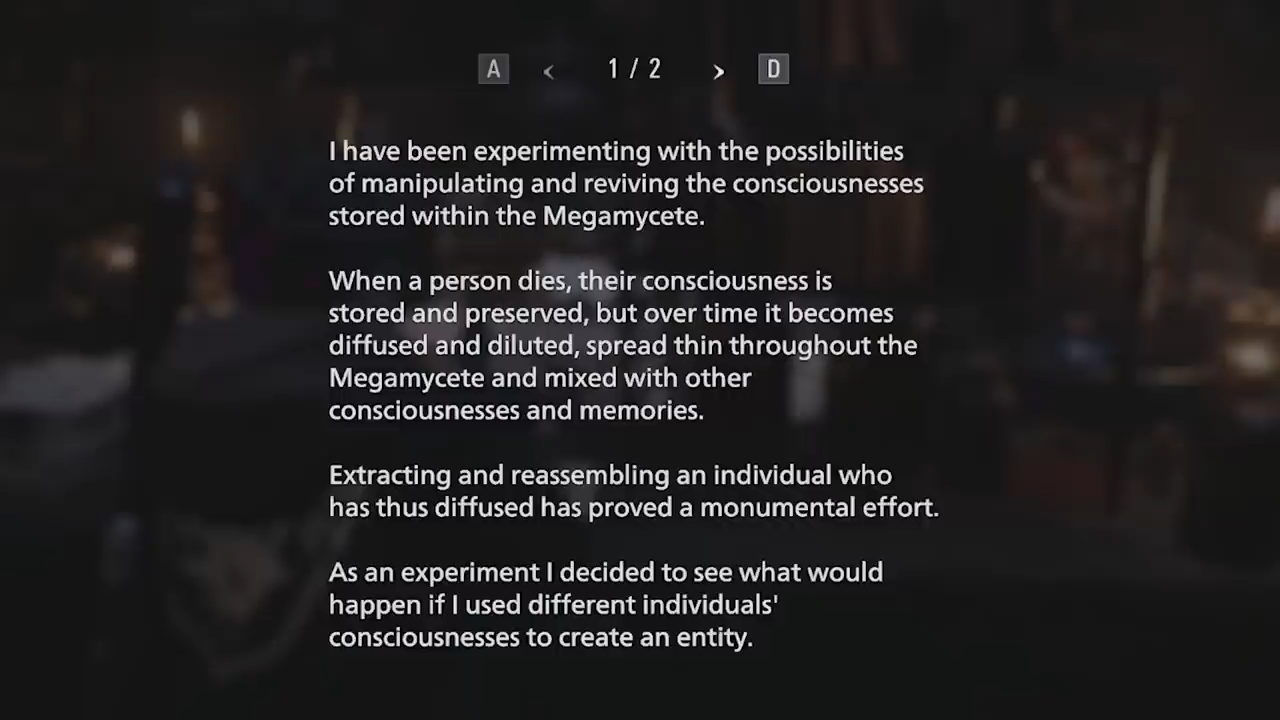 A < 1 / 2 > D
I have been experimenting with the possibilities
of manipulating and reviving the consciousnesses
stored within the Megamycete.
When a person dies, their consciousness is
stored and preserved, but over time it becomes
diffused and diluted, spread thin throughout the
Megamycete and mixed with other
consciousnesses and memories.
Extracting and reassembling an individual who
has thus diffused has proved a monumental effort.
As an experiment I decided to see what would
happen if I used different individuals'
consciousnesses to create an entity.